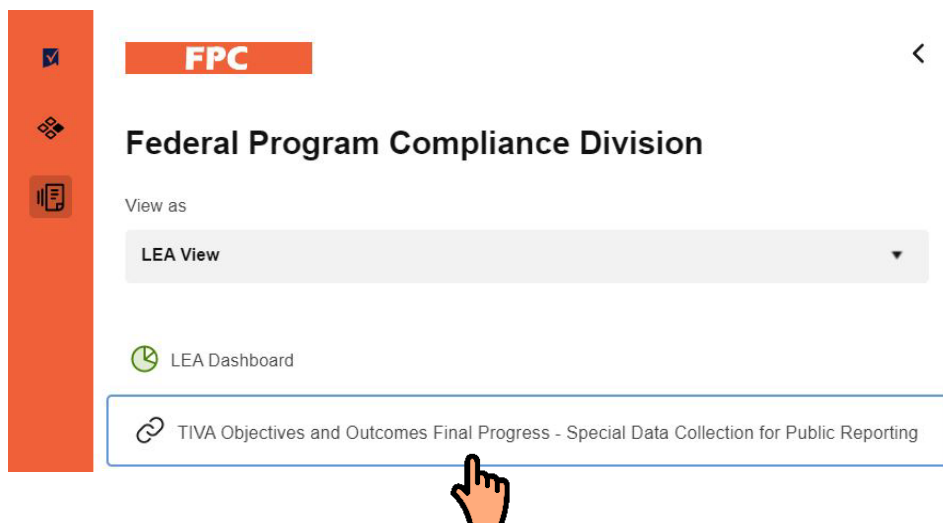 FPC
Federal Program Compliance Division
View as
LEA View
LEA Dashboard
TIVA Objectives and Outcomes Final Progress - Special Data Collection for Public Reporting